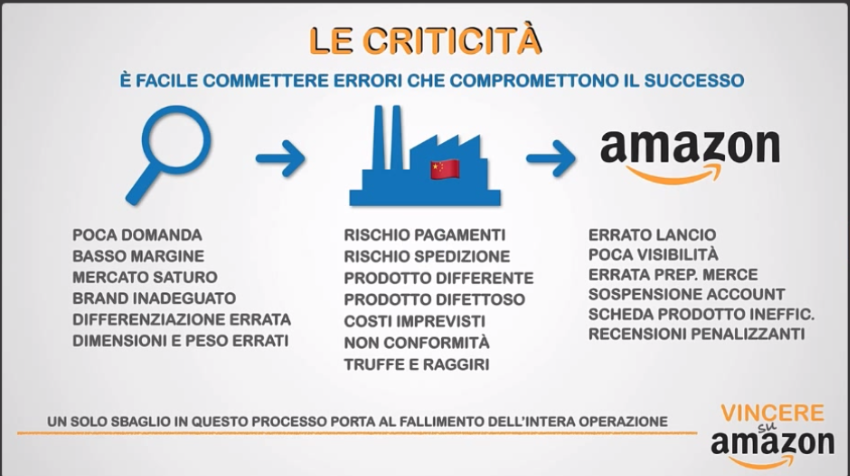 LE CRITICITÀ
È FACILE COMMETTERE ERRORI CHE COMPROMETTONO IL SUCCESSO
amazon
POCA DOMANDA
BASSO MARGINE
MERCATO SATURO
BRAND INADEGUATO
DIFFERENZIAZIONE ERRATA
DIMENSIONI E PESO ERRATI
RISCHIO PAGAMENTI
RISCHIO SPEDIZIONE
PRODOTTO DIFFERENTE
PRODOTTO DIFETTOSO
COSTI IMPREVISTI
NON CONFORMITÀ
TRUFFE E RAGGIRI
ERRATO LANCIO
POCA VISIBILITÀ
ERRATA PREP. MERCE
SOSPENSIONE ACCOUNT
SCHEDA PRODOTTO INEFFIC.
RECENSIONI PENALIZZANTI
UN SOLO SBAGLIO IN QUESTO PROCESSO PORTA AL FALLIMENTO DELL'INTERA OPERAZIONE
VINCERE
su
amazon